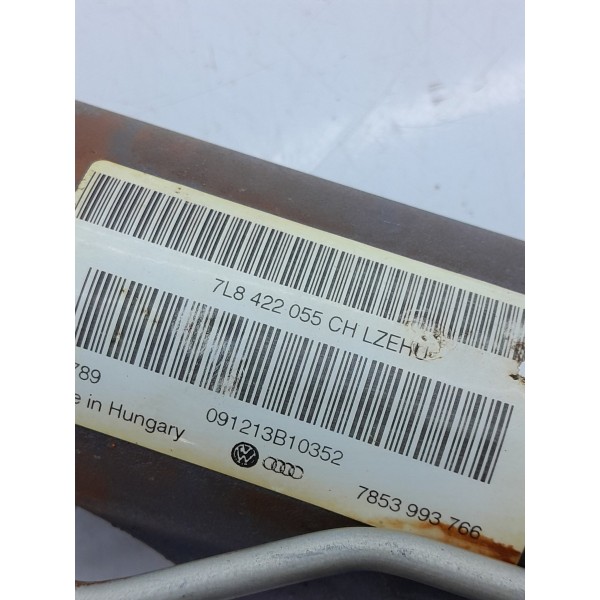 7L8 422 055 CH LZEH
789
e in Hungary
091213B10352
7853 993 766